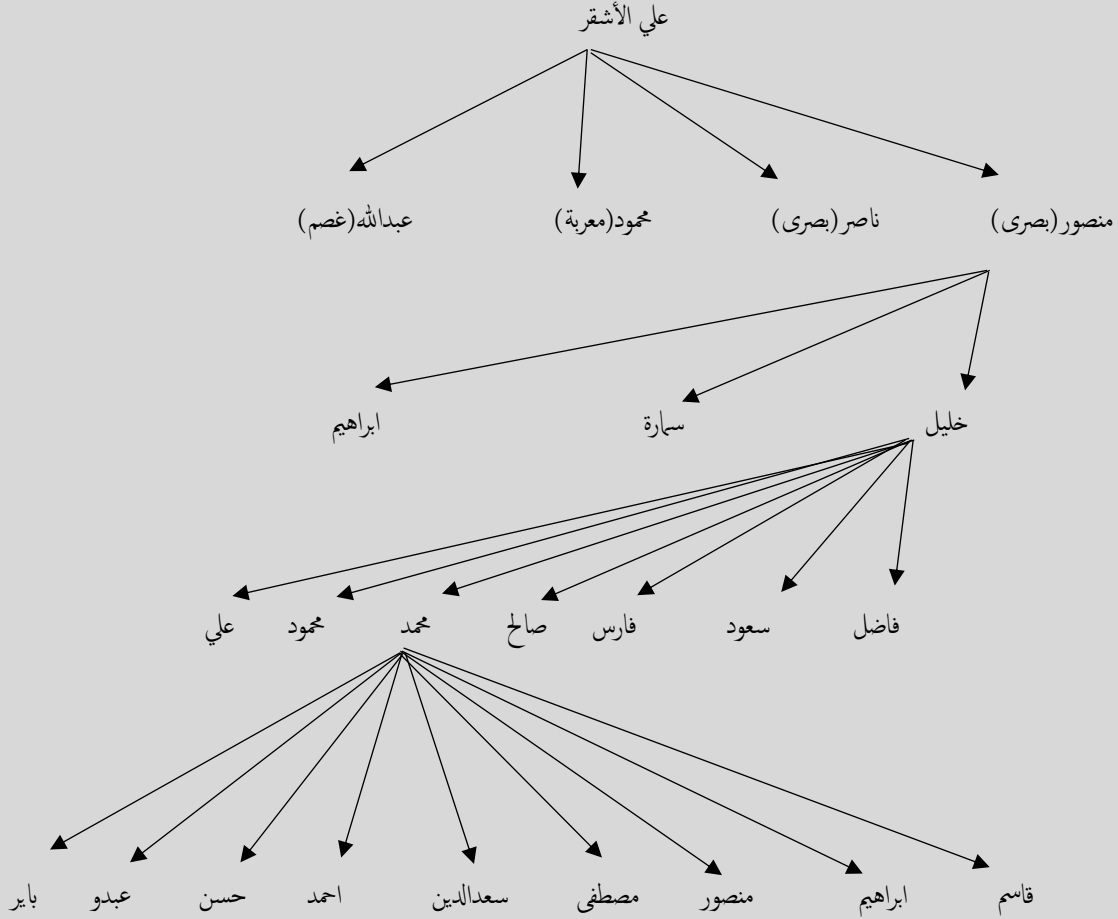 علي الأشقر
منصور(بصرى) ناصر(بصرى) محمود(معربة) عبدالله(غصم)
خليل سمارة ابراهيم
فاضل سعود فارس صالح محمد محمود علي
قاسم ابراهيم منصور مصطفى سعدالدين احمد حسن عبدو باير